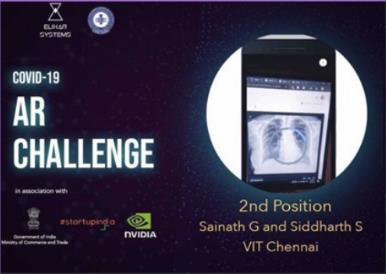 ELIXAR
SYSTEMS
COVID-19
AR
CHALLENGE
in association with
Government of India
Ministry of Commerce and Trade
#startupindia
NVIDIA
2nd Position
Sainath G and Siddharth S
VIT Chennai